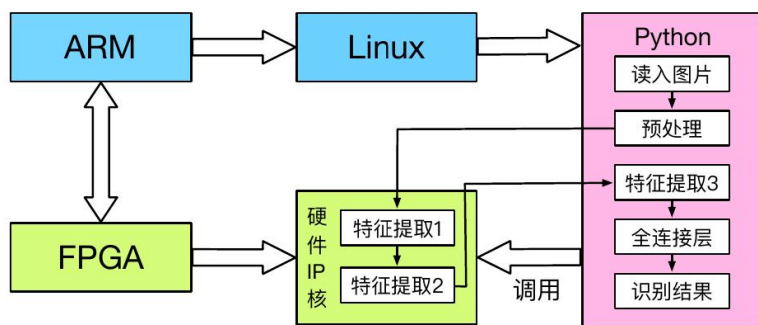 ARM
Linux
Python
读入图片
预处理
特征提取3
全连接层
识别结果
FPGA
硬
件
IP
核
特征提取1
特征提取2
调用